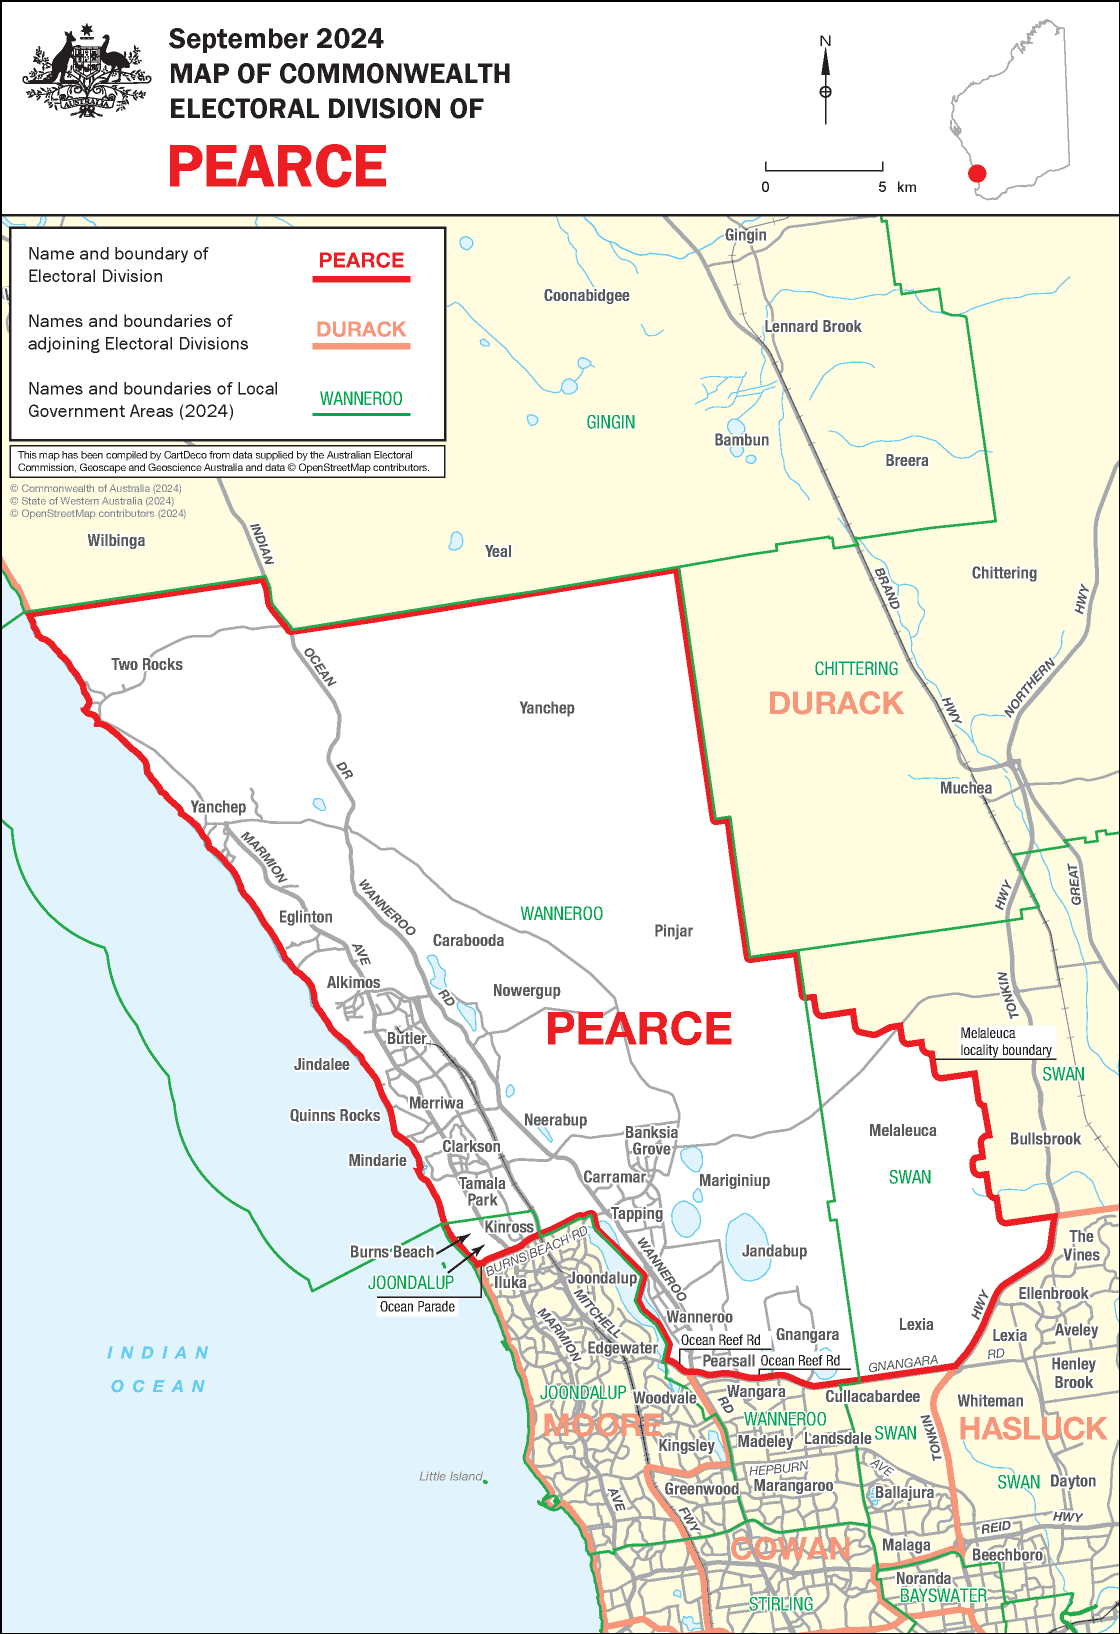 September 2024
MAP OF COMMONWEALTH
ELECTORAL DIVISION OF
PEARCE
AUSTRALIA
N
0 5 km
Name and boundary of
Electoral Division
PEARCE
Names and boundaries of
adjoining Electoral Divisions
DURACK
Names and boundaries of Local
Government Areas (2024)
WANNEROO
This map has been compiled by CartDeco from data supplied by the Australian Electoral
Commission, Geoscape and Geoscience Australia and data © OpenStreetMap contributors.
© Commonwealth of Australia (2024)
© State of Western Australia (2024)
© OpenStreetMap contributors (2024)
Gingin
Coonabidgee
Lennard Brook
GINGIN
Bambun
Breera
Wilbinga
INDIAN
Yeal
Chittering
BRAND
HWY
Two Rocks
OCEAN
CHITTERING
DURACK
NORTHERN
HWY
Yanchep
DR
Muchea
Yanchep
MARMION
WANNEROO
HWY
GREAT
Eglinton
WANNEROO
Pinjar
Carabooda
AVE
Alkimos
RD
Nowergup
TONKIN
PEARCE
Butler
Melaleuca
locality boundary
Jindalee
SWAN
Merriwa
Quinns Rocks
Neerabup
Banksia
Grove
Melaleuca
Bullsbrook
Clarkson
Mindarie
Carramar
Mariginiup
SWAN
Tamala
Park
Tapping
Kinross
BURNS BEACH RD
Burns Beach
WANNEROO
Jandabup
The
Vines
JOONDALUP
Iluka
Joondalup
Ellenbrook
Ocean Parade
MITCHELL
HWY
MARMION
Wanneroo
Gnangara
Lexia
Lexia
Aveley
Edgewater
Ocean Reef Rd
INDIAN
OCEAN
Pearsall
Ocean Reef Rd
GNANGARA
RD
Henley
Brook
JOONDALUP
Woodvale
RD
Wangara
Cullacabardee
Whiteman
MOORE
WANNEROO
SWAN
TONKIN
HASLUCK
Kingsley
Madeley
Landsdale
Little Island
HEPBURN
AVE
Greenwood
Marangaroo
Ballajura
SWAN
Dayton
AVE
FWY
REID
HWY
COWAN
Malaga
Beechboro
Noranda
BAYSWATER
STIRLING